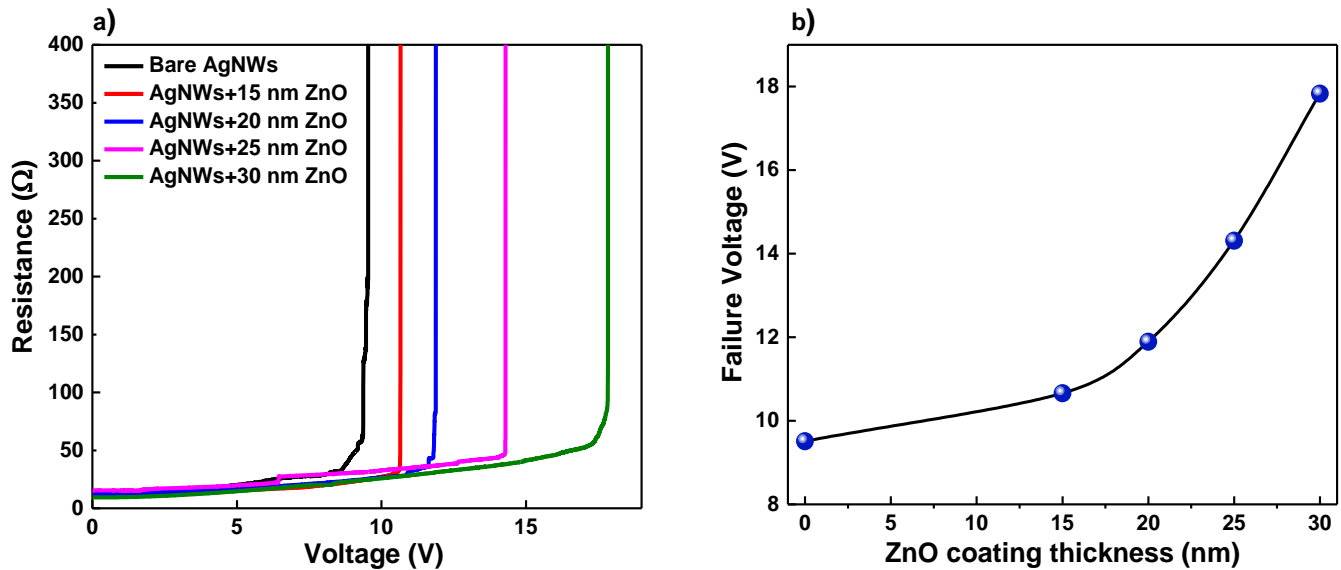 a)
400
350
300
250
200
150
100
50
0
Resistance (Ω)
Bare AgNWs
AgNWs+15 nm ZnO
AgNWs+20 nm ZnO
AgNWs+25 nm ZnO
AgNWs+30 nm ZnO
0 5 10 15
Voltage (V)
b)
18
16
14
12
10
8
Failure Voltage (V)
0 5 10 15 20 25 30
ZnO coating thickness (nm)